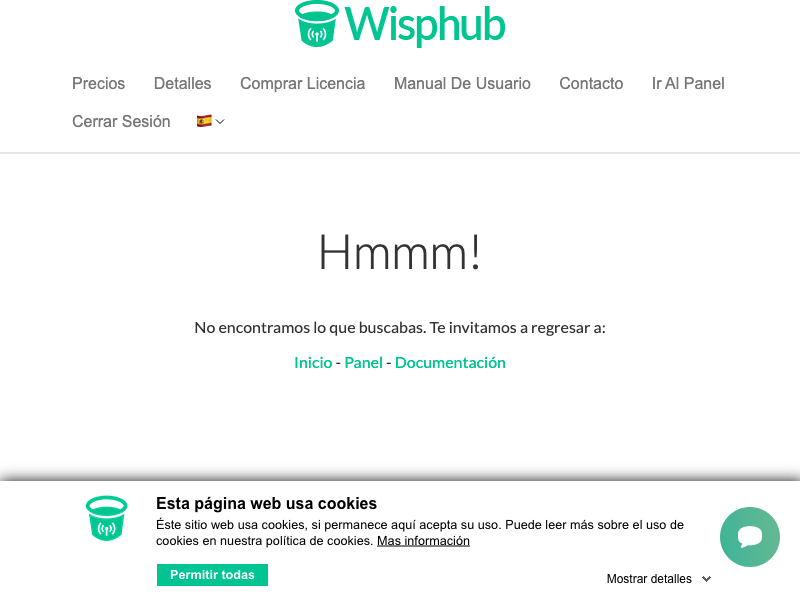 Wisphub
Precios Detalles Comprar Licencia Manual De Usuario Contacto Ir Al Panel
Cerrar Sesión
Hmmm!
No encontramos lo que buscabas. Te invitamos a regresar a:
Inicio - Panel - Documentación
Esta página web usa cookies
Éste sitio web usa cookies, si permanece aquí acepta su uso. Puede leer más sobre el uso de
cookies en nuestra política de cookies. Mas información
Permitir todas
Mostrar detalles